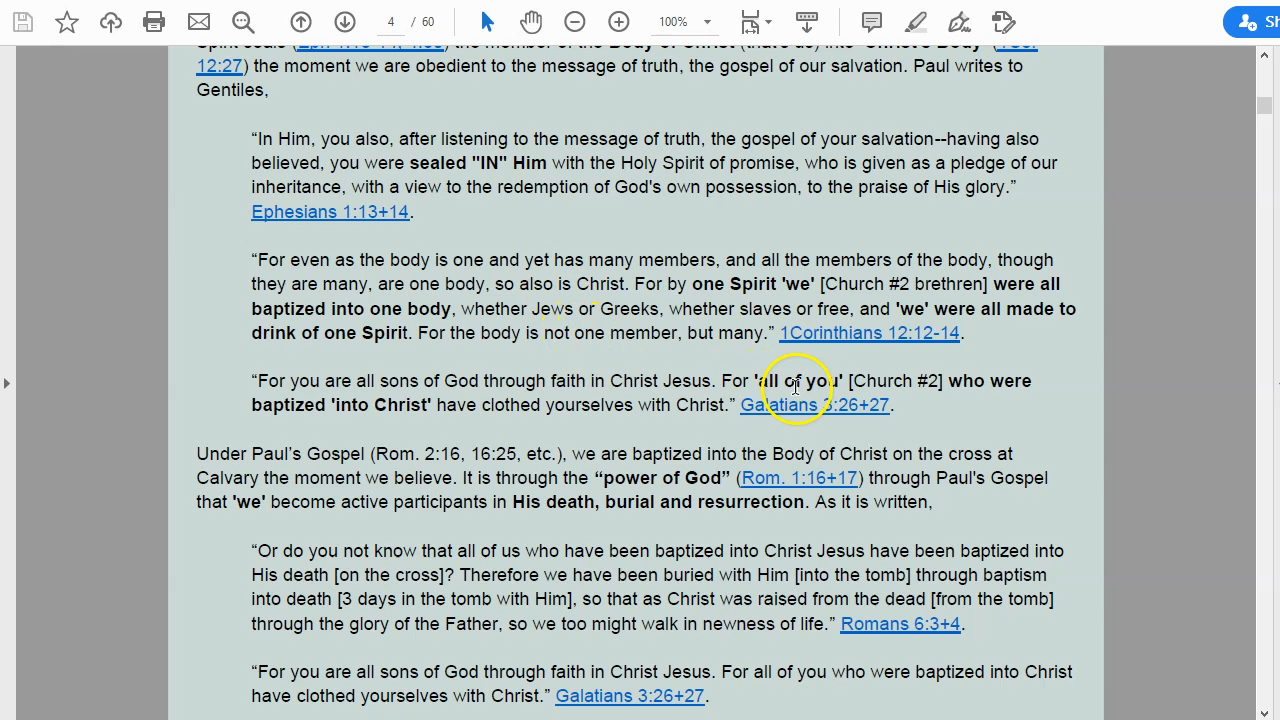 4 / 60 100% Sh
the member of the Body of Christ (that's us) into
12:27) the moment we are obedient to the message of truth, the gospel of our salvation. Paul writes to
Gentiles,
“In Him, you also, after listening to the message of truth, the gospel of your salvation--having also
believed, you were sealed "IN" Him with the Holy Spirit of promise, who is given as a pledge of our
inheritance, with a view to the redemption of God's own possession, to the praise of His glory.”
Ephesians 1:13+14.
“For even as the body is one and yet has many members, and all the members of the body, though
they are many, are one body, so also is Christ. For by one Spirit 'we' [Church #2 brethren] were all
baptized into one body, whether Jews or Greeks, whether slaves or free, and 'we' were all made to
drink of one Spirit. For the body is not one member, but many.” 1Corinthians 12:12-14.
“For you are all sons of God through faith in Christ Jesus. For 'all of you' [Church #2] who were
baptized 'into Christ' have clothed yourselves with Christ.” Galatians 3:26+27.
Under Paul's Gospel (Rom. 2:16, 16:25, etc.), we are baptized into the Body of Christ on the cross at
Calvary the moment we believe. It is through the “power of God” (Rom. 1:16+17) through Paul's Gospel
that 'we' become active participants in His death, burial and resurrection. As it is written,
“Or do you not know that all of us who have been baptized into Christ Jesus have been baptized into
His death [on the cross]? Therefore we have been buried with Him [into the tomb] through baptism
into death [3 days in the tomb with Him], so that as Christ was raised from the dead [from the tomb]
through the glory of the Father, so we too might walk in newness of life.” Romans 6:3+4.
“For you are all sons of God through faith in Christ Jesus. For all of you who were baptized into Christ
have clothed yourselves with Christ.” Galatians 3:26+27.